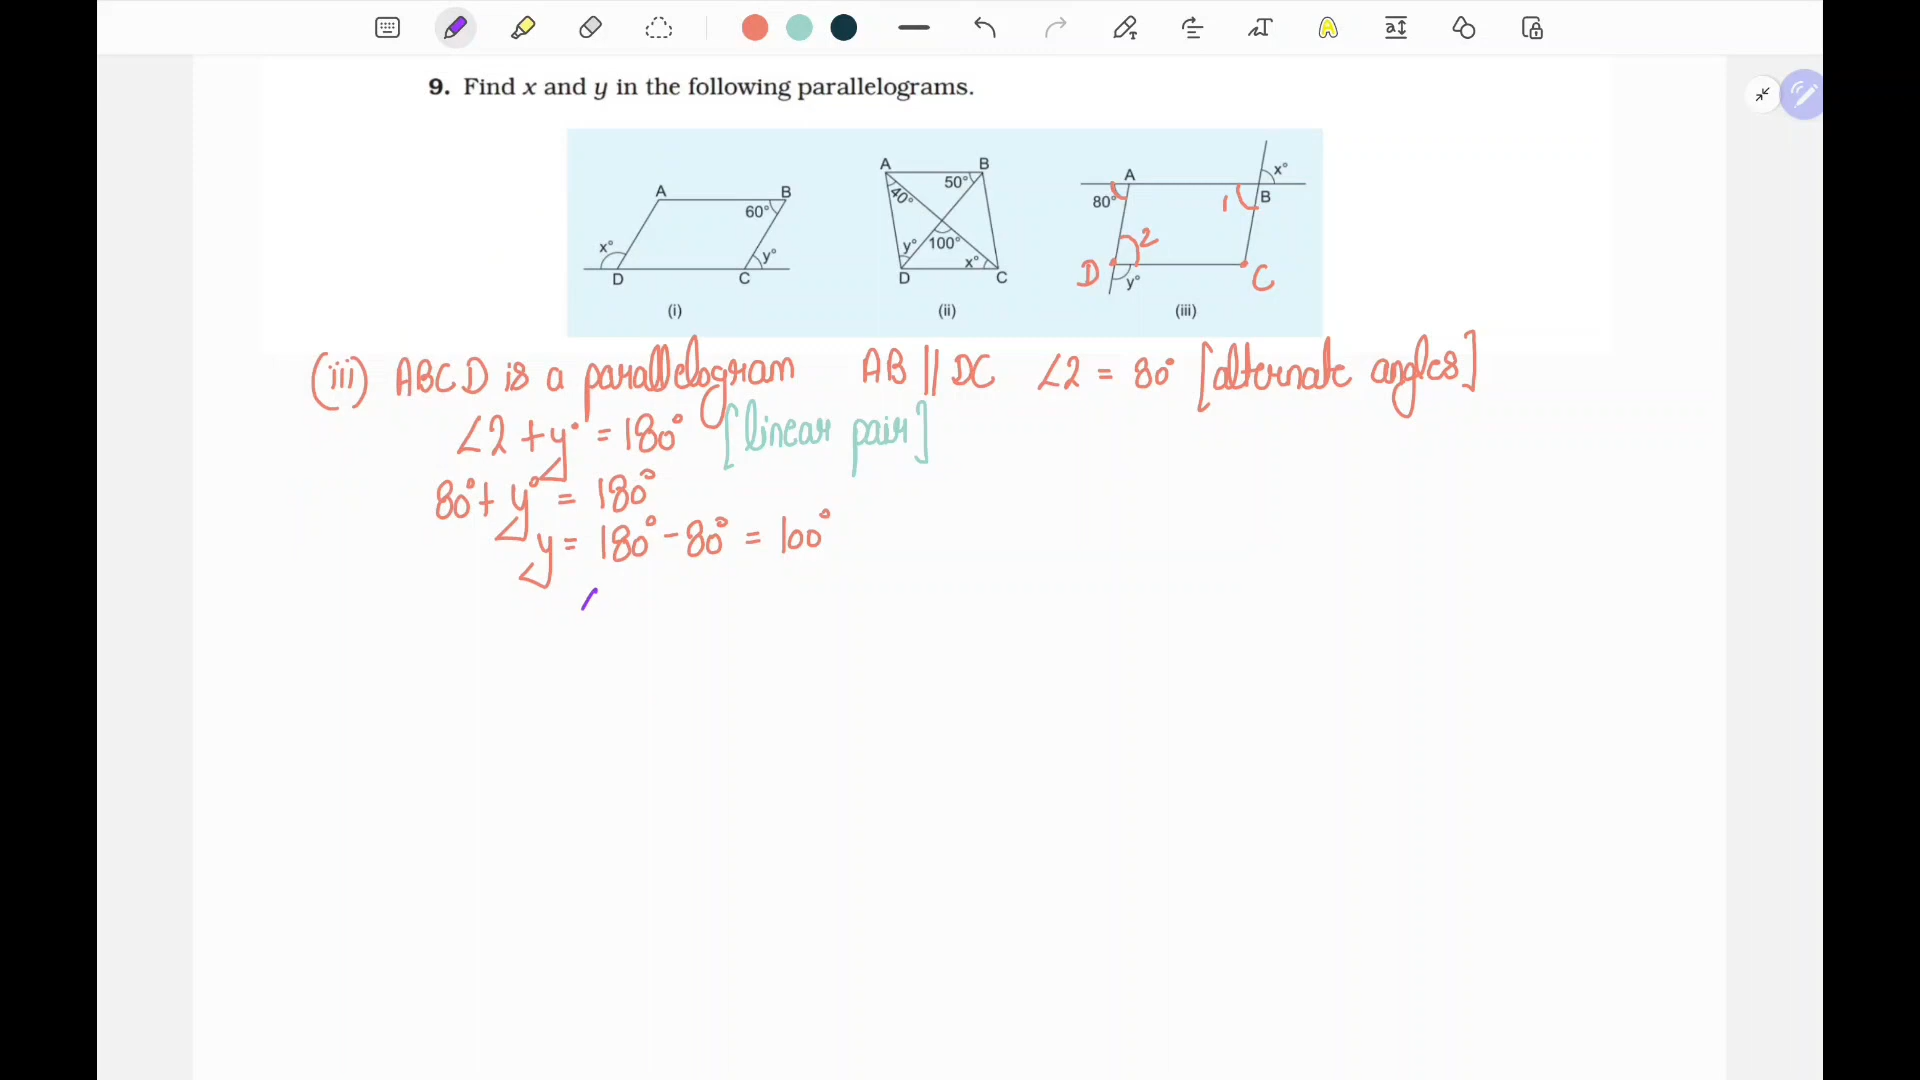 9. Find x and y in the following parallelograms.
A B 60° x° y° D C (i)
A B 50° 40° 100° y° x° D C (ii)
A x° 80° B 1 2 D y° C (iii)
(iii) ABCD is a parallelogram AB || DC ∠2 = 80° [alternate angles]
∠2 + ∠y° = 180° [linear pair]
80° + ∠y° = 180°
∠y = 180° - 80° = 100°